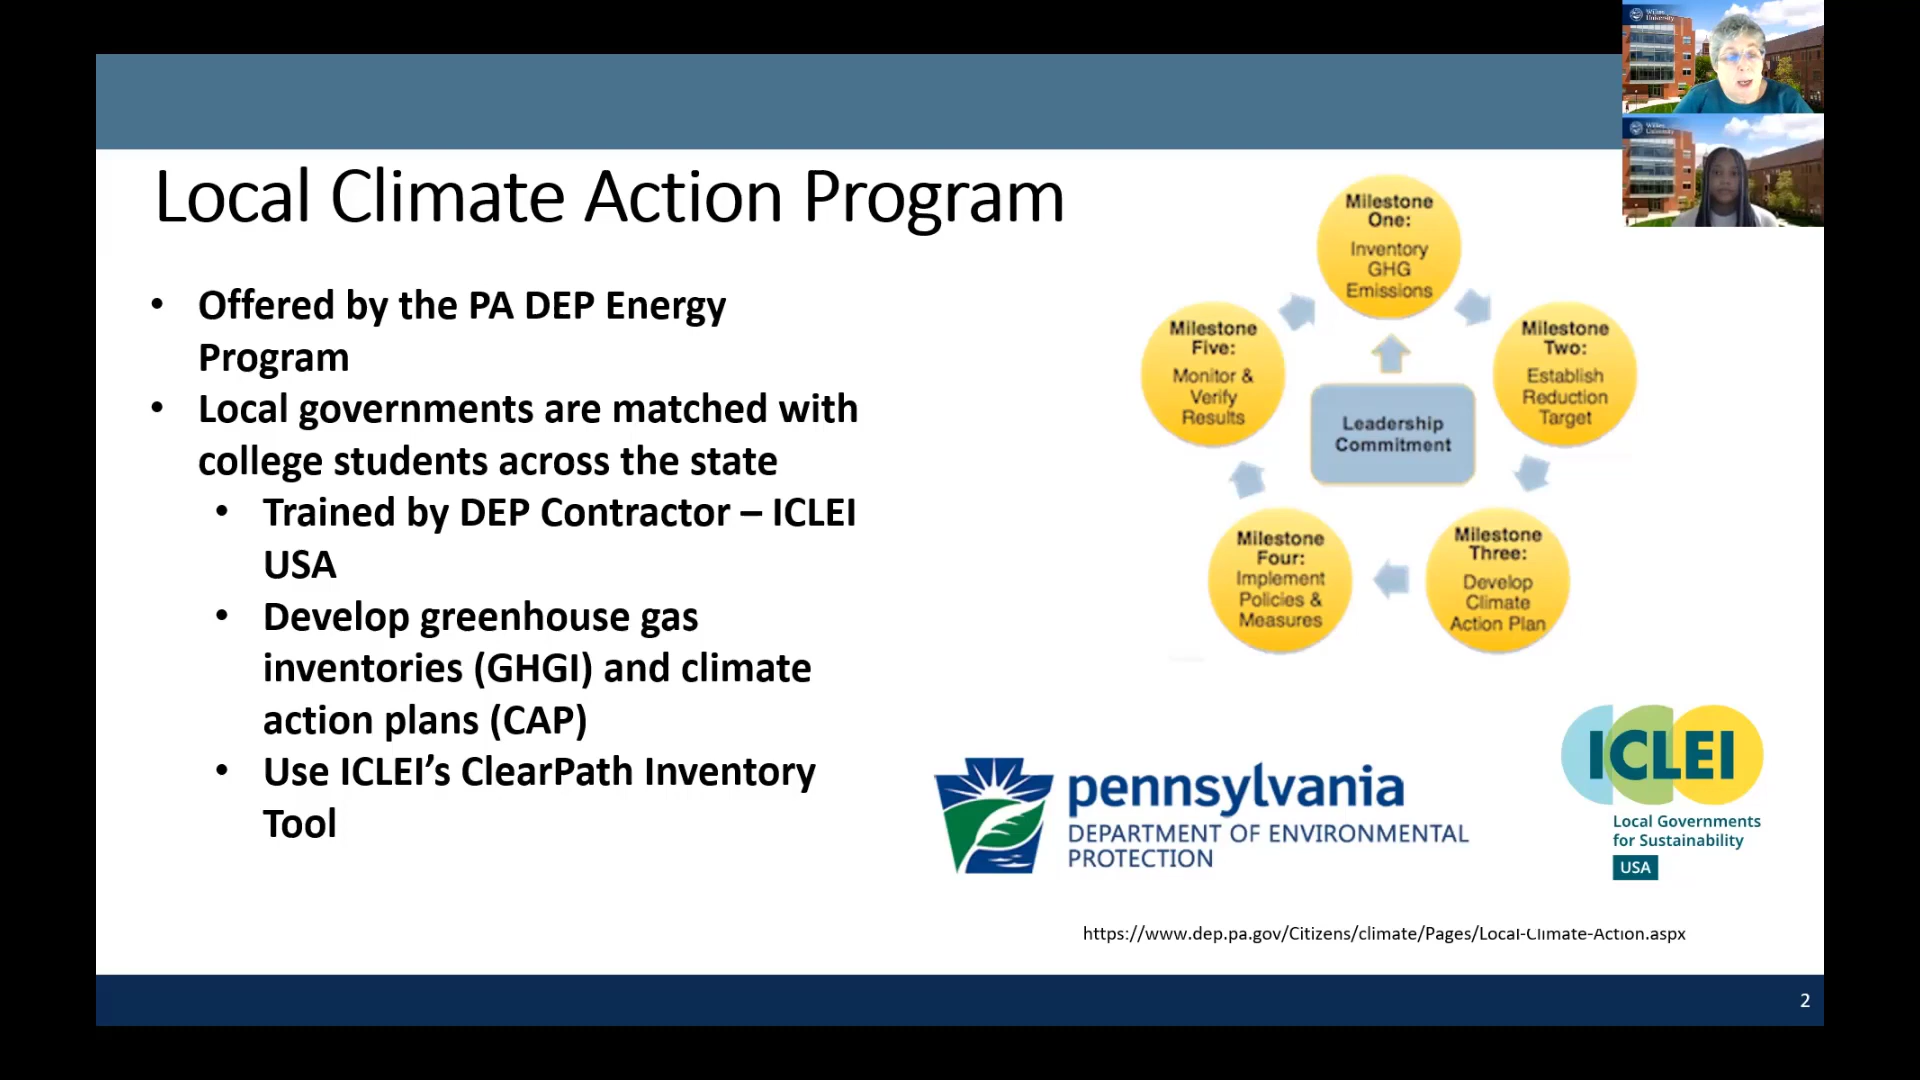 Wilkes
University
Wilkes
University
Local Climate Action Program
• Offered by the PA DEP Energy
Program
• Local governments are matched with
college students across the state
• Trained by DEP Contractor – ICLEI
USA
• Develop greenhouse gas
inventories (GHGI) and climate
action plans (CAP)
• Use ICLEI’s ClearPath Inventory
Tool
Milestone
One:
Inventory
GHG
Emissions
Milestone
Two:
Establish
Reduction
Target
Milestone
Three:
Develop
Climate
Action Plan
Milestone
Four:
Implement
Policies &
Measures
Milestone
Five:
Monitor &
Verify
Results
Leadership
Commitment
pennsylvania
DEPARTMENT OF ENVIRONMENTAL
PROTECTION
ICLEI
Local Governments
for Sustainability
USA
https://www.dep.pa.gov/Citizens/climate/Pages/Local-Climate-Action.aspx
2